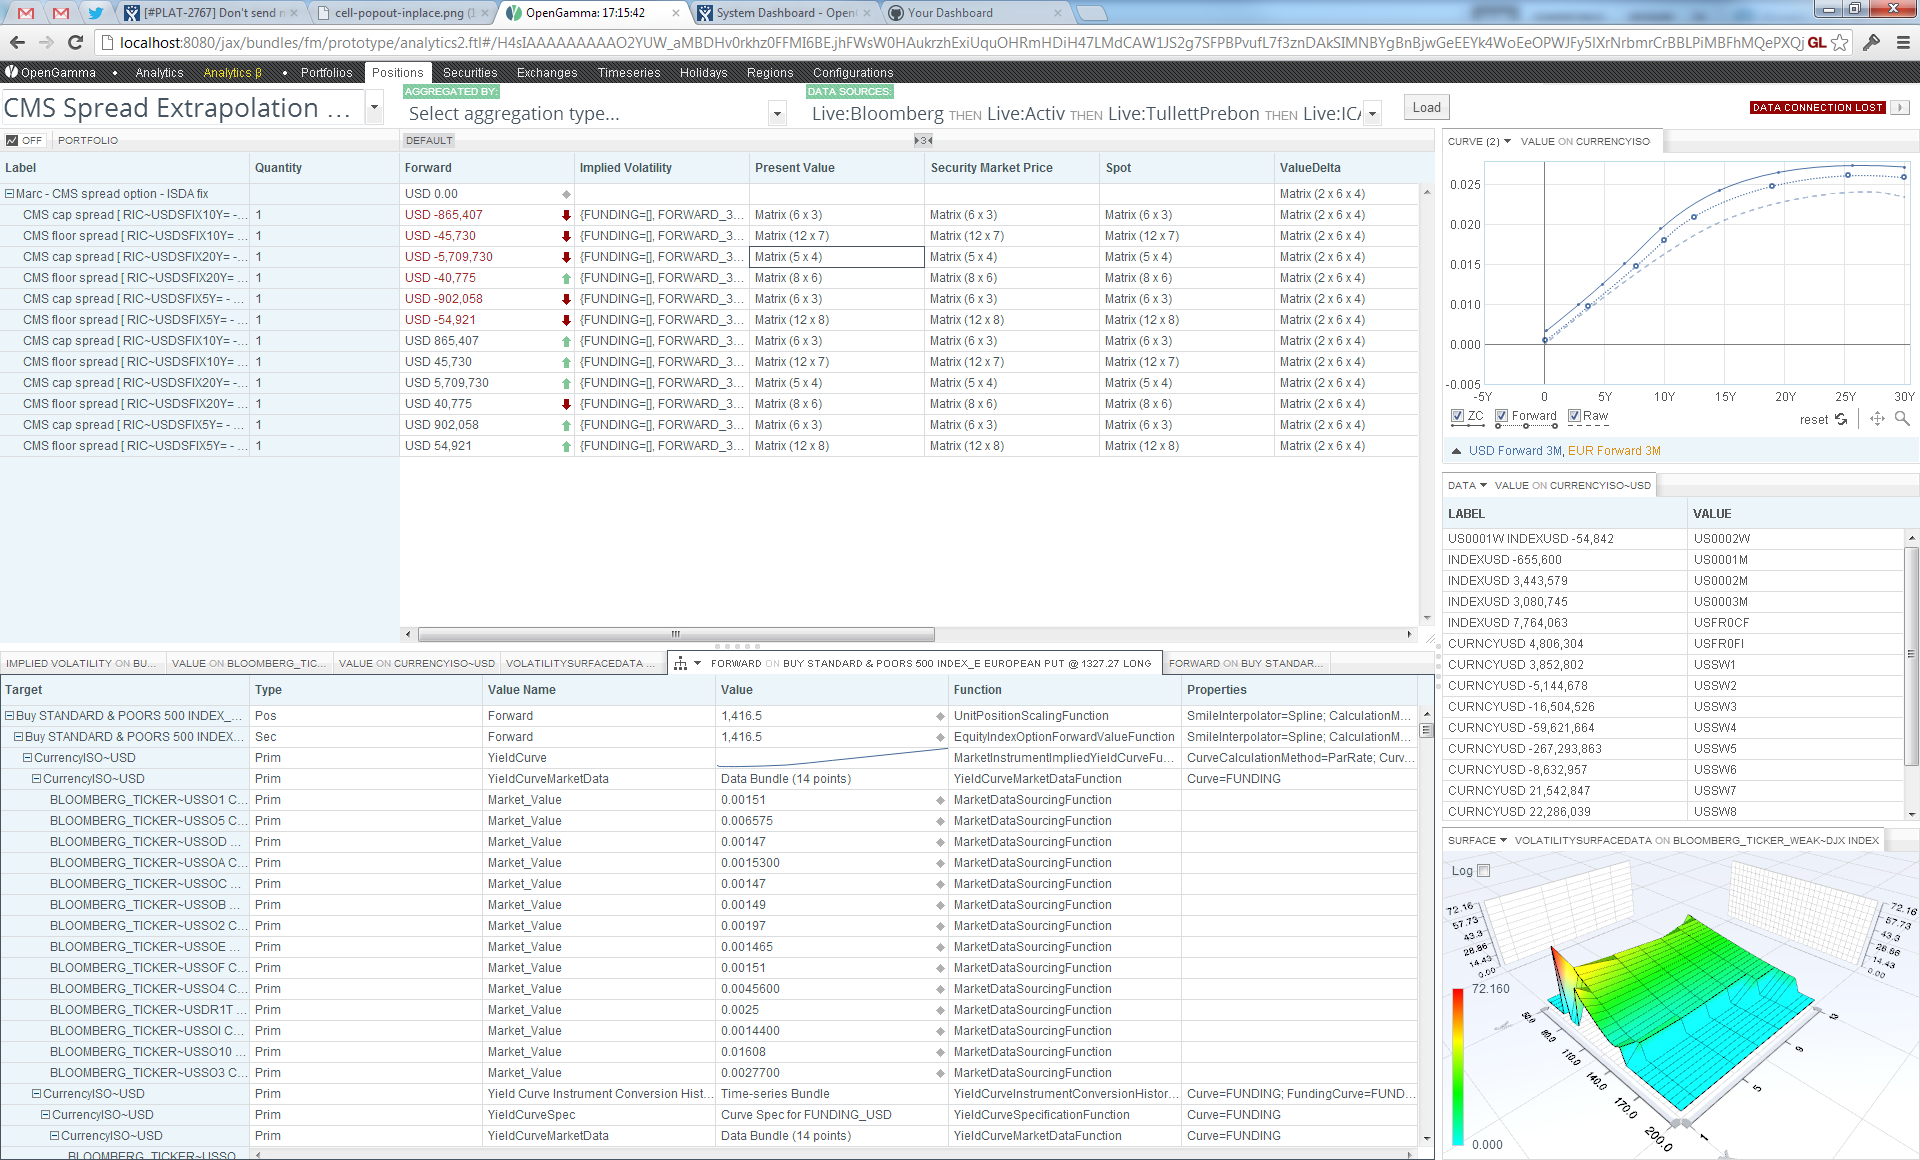 [#PLAT-2767] Don't send n
cell-popout-inplace.png (1
OpenGamma: 17:15:42
System Dashboard - Open
Your Dashboard
localhost:8080/jax/bundles/fm/prototype/analytics2.ftl#/
GL
OpenGamma • Analytics Analytics β • Portfolios Positions Securities Exchanges Timeseries Holidays Regions Configurations
CMS Spread Extrapolation ...
AGGREGATED BY:
Select aggregation type...
DATA SOURCES:
Live:Bloomberg THEN Live:Activ THEN Live:TullettPrebon THEN Live:IC
Load
DATA CONNECTION LOST
OFF PORTFOLIO DEFAULT 3
Label Quantity Forward Implied Volatility Present Value Security Market Price Spot ValueDelta
Marc - CMS spread option - ISDA fix USD 0.00 Matrix (2 x 6 x 4)
CMS cap spread [ RIC~USDSFIX10Y= -... 1 USD -865,407 {FUNDING=[], FORWARD_3... Matrix (6 x 3) Matrix (6 x 3) Matrix (6 x 3) Matrix (2 x 6 x 4)
CMS floor spread [ RIC~USDSFIX10Y= ... 1 USD -45,730 {FUNDING=[], FORWARD_3... Matrix (12 x 7) Matrix (12 x 7) Matrix (12 x 7) Matrix (2 x 6 x 4)
CMS cap spread [ RIC~USDSFIX20Y= -... 1 USD -5,709,730 {FUNDING=[], FORWARD_3... Matrix (5 x 4) Matrix (5 x 4) Matrix (5 x 4) Matrix (2 x 6 x 4)
CMS floor spread [ RIC~USDSFIX20Y= ... 1 USD -40,775 {FUNDING=[], FORWARD_3... Matrix (8 x 6) Matrix (8 x 6) Matrix (8 x 6) Matrix (2 x 6 x 4)
CMS cap spread [ RIC~USDSFIX5Y= - ... 1 USD -902,058 {FUNDING=[], FORWARD_3... Matrix (6 x 3) Matrix (6 x 3) Matrix (6 x 3) Matrix (2 x 6 x 4)
CMS floor spread [ RIC~USDSFIX5Y= -... 1 USD -54,921 {FUNDING=[], FORWARD_3... Matrix (12 x 8) Matrix (12 x 8) Matrix (12 x 8) Matrix (2 x 6 x 4)
CMS cap spread [ RIC~USDSFIX10Y= -... 1 USD 865,407 {FUNDING=[], FORWARD_3... Matrix (6 x 3) Matrix (6 x 3) Matrix (6 x 3) Matrix (2 x 6 x 4)
CMS floor spread [ RIC~USDSFIX10Y= ... 1 USD 45,730 {FUNDING=[], FORWARD_3... Matrix (12 x 7) Matrix (12 x 7) Matrix (12 x 7) Matrix (2 x 6 x 4)
CMS cap spread [ RIC~USDSFIX20Y= -... 1 USD 5,709,730 {FUNDING=[], FORWARD_3... Matrix (5 x 4) Matrix (5 x 4) Matrix (5 x 4) Matrix (2 x 6 x 4)
CMS floor spread [ RIC~USDSFIX20Y= ... 1 USD 40,775 {FUNDING=[], FORWARD_3... Matrix (8 x 6) Matrix (8 x 6) Matrix (8 x 6) Matrix (2 x 6 x 4)
CMS cap spread [ RIC~USDSFIX5Y= - ... 1 USD 902,058 {FUNDING=[], FORWARD_3... Matrix (6 x 3) Matrix (6 x 3) Matrix (6 x 3) Matrix (2 x 6 x 4)
CMS floor spread [ RIC~USDSFIX5Y= -... 1 USD 54,921 {FUNDING=[], FORWARD_3... Matrix (12 x 8) Matrix (12 x 8) Matrix (12 x 8) Matrix (2 x 6 x 4)
CURVE (2) VALUE ON CURRENCYISO
0.025
0.020
0.015
0.010
0.000
-0.005
-5Y 0 5Y 10Y 15Y 20Y 25Y 30Y
ZC Forward Raw reset
USD Forward 3M, EUR Forward 3M
DATA VALUE ON CURRENCYISO~USD
LABEL VALUE
US0001W INDEXUSD -54,842 US0002W
INDEXUSD -655,600 US0001M
INDEXUSD 3,443,579 US0002M
INDEXUSD 3,080,745 US0003M
INDEXUSD 7,764,063 USFR0CF
CURNCYUSD 4,806,304 USFR0FI
CURNCYUSD 3,852,802 USSW1
CURNCYUSD -5,144,678 USSW2
CURNCYUSD -16,504,526 USSW3
CURNCYUSD -59,621,664 USSW4
CURNCYUSD -267,293,863 USSW5
CURNCYUSD -8,632,957 USSW6
CURNCYUSD 21,542,847 USSW7
CURNCYUSD 22,286,039 USSW8
SURFACE VOLATILITYSURFACEDATA ON BLOOMBERG_TICKER_WEAK~DJX INDEX
Log
72.16 57.73 43.3 28.86 14.43 0.00
72.16 57.73 43.3 28.86 14.43 0.00
72.160
0.000
50.0 80.0 110.0 140.0 170.0 200.0
1 5 9
IMPLIED VOLATILITY ON BU... VALUE ON BLOOMBERG_TIC... VALUE ON CURRENCYISO~USD VOLATILITYSURFACEDATA ... FORWARD ON BUY STANDARD & POORS 500 INDEX_E EUROPEAN PUT @ 1327.27 LONG FORWARD ON BUY STANDAR...
Target Type Value Name Value Function Properties
Buy STANDARD & POORS 500 INDEX_... Pos Forward 1,416.5 UnitPositionScalingFunction SmileInterpolator=Spline; CalculationM...
Buy STANDARD & POORS 500 INDEX... Sec Forward 1,416.5 EquityIndexOptionForwardValueFunction SmileInterpolator=Spline; CalculationM...
CurrencyISO~USD Prim YieldCurve MarketInstrumentImpliedYieldCurveFu... CurveCalculationMethod=ParRate; Curv...
CurrencyISO~USD Prim YieldCurveMarketData Data Bundle (14 points) YieldCurveMarketDataFunction Curve=FUNDING
BLOOMBERG_TICKER~USSO1 C... Prim Market_Value 0.00151 MarketDataSourcingFunction
BLOOMBERG_TICKER~USSO5 C... Prim Market_Value 0.006575 MarketDataSourcingFunction
BLOOMBERG_TICKER~USSOD ... Prim Market_Value 0.00147 MarketDataSourcingFunction
BLOOMBERG_TICKER~USSOA C... Prim Market_Value 0.0015300 MarketDataSourcingFunction
BLOOMBERG_TICKER~USSOC ... Prim Market_Value 0.00147 MarketDataSourcingFunction
BLOOMBERG_TICKER~USSOB ... Prim Market_Value 0.00149 MarketDataSourcingFunction
BLOOMBERG_TICKER~USSO2 C... Prim Market_Value 0.00197 MarketDataSourcingFunction
BLOOMBERG_TICKER~USSOE ... Prim Market_Value 0.001465 MarketDataSourcingFunction
BLOOMBERG_TICKER~USSOF C... Prim Market_Value 0.00151 MarketDataSourcingFunction
BLOOMBERG_TICKER~USSO4 C... Prim Market_Value 0.0045600 MarketDataSourcingFunction
BLOOMBERG_TICKER~USDR1T ... Prim Market_Value 0.0025 MarketDataSourcingFunction
BLOOMBERG_TICKER~USSOI C... Prim Market_Value 0.0014400 MarketDataSourcingFunction
BLOOMBERG_TICKER~USSO10 ... Prim Market_Value 0.01608 MarketDataSourcingFunction
BLOOMBERG_TICKER~USSO3 C... Prim Market_Value 0.0027700 MarketDataSourcingFunction
CurrencyISO~USD Prim Yield Curve Instrument Conversion Hist... Time-series Bundle YieldCurveInstrumentConversionHistor... Curve=FUNDING; FundingCurve=FUND...
CurrencyISO~USD Prim YieldCurveSpec Curve Spec for FUNDING_USD YieldCurveSpecificationFunction Curve=FUNDING
CurrencyISO~USD Prim YieldCurveMarketData Data Bundle (14 points) YieldCurveMarketDataFunction Curve=FUNDING
BLOOMBERG_TICKER~USSO